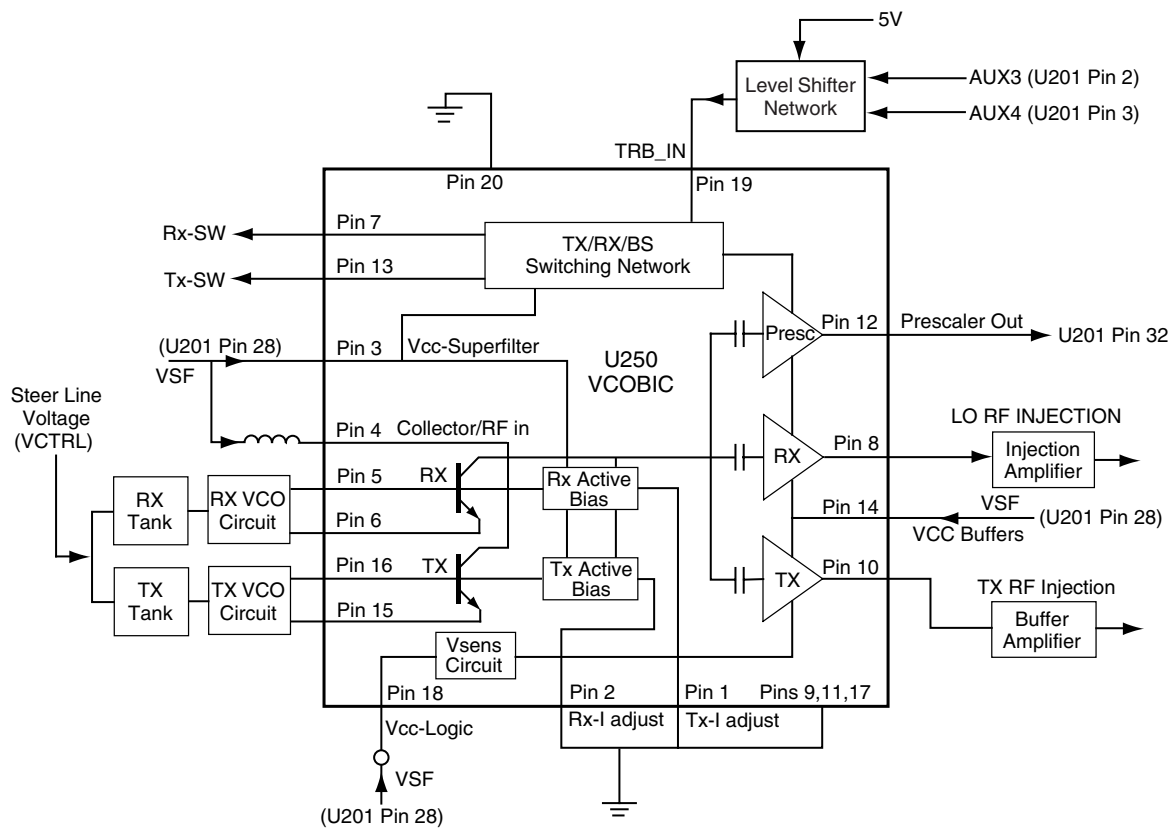 5V
Level Shifter
Network
AUX3 (U201 Pin 2)
AUX4 (U201 Pin 3)
TRB_IN
Pin 20
Pin 19
Pin 7
Rx-SW
TX/RX/BS
Switching Network
Pin 13
Tx-SW
Presc
Pin 12
Prescaler Out
U201 Pin 32
(U201 Pin 28)
VSF
Pin 3
Vcc-Superfilter
U250
VCOBIC
Steer Line
Voltage
(VCTRL)
Pin 4
Collector/RF in
LO RF INJECTION
Pin 8
RX
Injection
Amplifier
Pin 5
RX
Rx Active
Bias
RX
Tank
RX VCO
Circuit
Pin 6
Pin 14
VSF
VCC Buffers
(U201 Pin 28)
Pin 16
TX
Tx Active
Bias
TX
Pin 10
TX
Tank
TX VCO
Circuit
Pin 15
TX RF Injection
Buffer
Amplifier
Vsens
Circuit
Pin 18
Pin 2
Pin 1
Pins 9,11,17
Vcc-Logic
Rx-I adjust
Tx-I adjust
VSF
(U201 Pin 28)